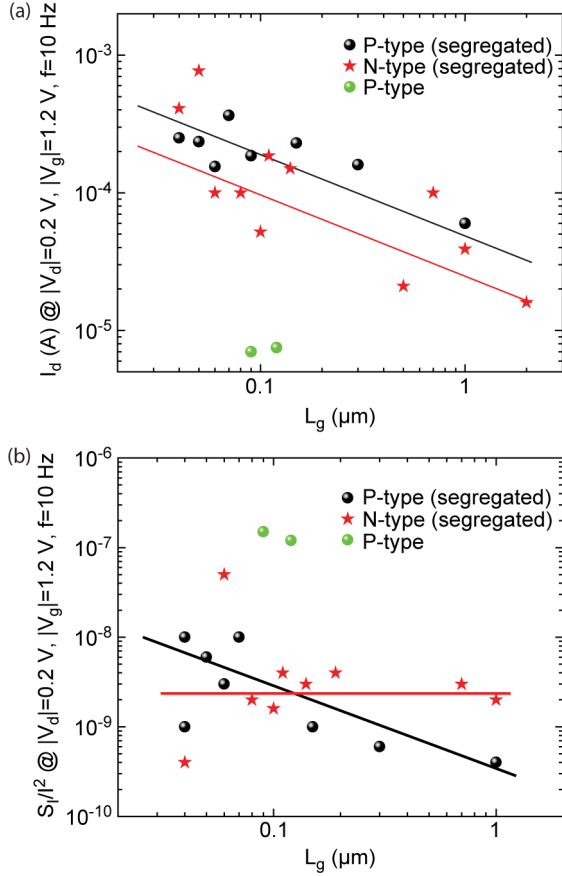 (a)
10⁻³
10⁻⁴
10⁻⁵
I_d (A) @ |V_d|=0.2 V, |V_g|=1.2 V, f=10 Hz
P-type (segregated)
N-type (segregated)
P-type
0.1
1
L_g (μm)
(b)
10⁻⁶
10⁻⁷
10⁻⁸
10⁻⁹
10⁻¹⁰
S_I/I² @ |V_d|=0.2 V, |V_g|=1.2 V, f=10 Hz
P-type (segregated)
N-type (segregated)
P-type
0.1
1
L_g (μm)